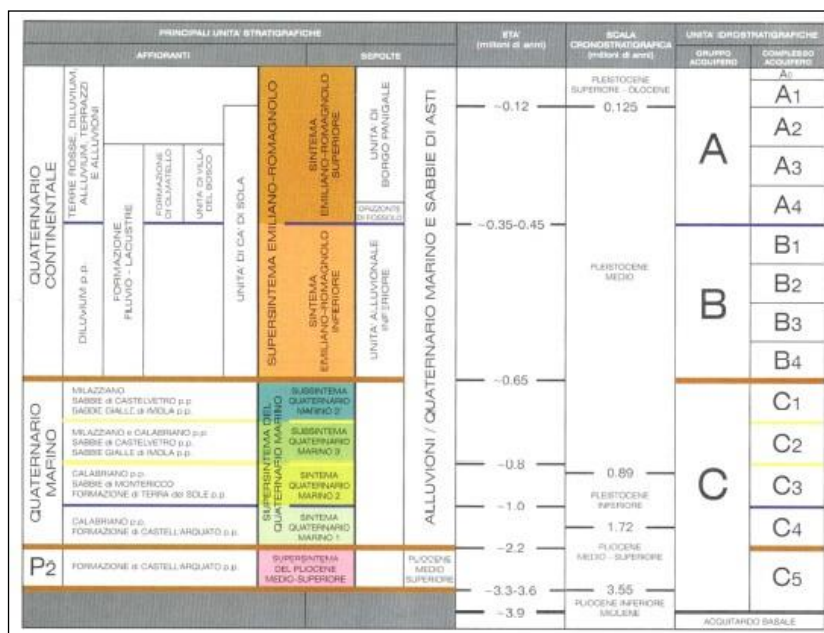 PRINCIPALI UNITA' STRATIGRAFICHE
AFFIORANTI
SEPOLTE
ETA'
(milioni di anni)
SCALA
CRONOSTRATIGRAFICA
(milioni di anni)
UNITA' IDROSTRATIGRAFICHE
GRUPPO
ACQUIFERO
COMPLESSO
ACQUIFERO
QUATERNARIO
CONTINENTALE
TERRE ROSSE, DILUVIUM,
ALLUVIUM, TERRAZZI
E ALLUVIONI
DILUVIUM p.p.
FORMAZIONE
FLUVIO - LACUSTRE
FORMAZIONE
DI OLMATELLO
UNITA' DI VILLA
DEL BOSCO
UNITA' DI CA' DI SOLA
SUPERSINTEMA EMILIANO-ROMAGNOLO
SINTEMA
EMILIANO-ROMAGNOLO
SUPERIORE
SINTEMA
EMILIANO-ROMAGNOLO
INFERIORE
UNITA' DI
BORGO PANIGALE
ORIZZONTE
DI FOSSOLO
UNITA' ALLUVIONALE
INFERIORE
ALLUVIONI / QUATERNARIO MARINO E SABBIE DI ASTI
QUATERNARIO
MARINO
MILAZZIANO
SABBIE di CASTELVETRO p.p.
SABBIE GIALLE di IMOLA p.p.
MILAZZIANO e CALABRIANO p.p.
SABBIE di CASTELVETRO p.p.
SABBIE GIALLE di IMOLA p.p.
CALABRIANO p.p.
SABBIE di MONTERICCO
FORMAZIONE di TERRA del SOLE p.p.
CALABRIANO p.p.
FORMAZIONE di CASTELL'ARQUATO p.p.
SUPERSINTEMA DEL
QUATERNARIO MARINO
SUBSINTEMA
QUATERNARIO
MARINO
SUBSINTEMA
QUATERNARIO
MARINO 3
SINTEMA
QUATERNARIO
MARINO 2
SINTEMA
QUATERNARIO
MARINO 1
P2
FORMAZIONE di CASTELL'ARQUATO p.p.
SUPERSINTEMA
DEL PLIOCENE
MEDIO-SUPERIORE
PLIOCENE
MEDIO
SUPERIORE
-0.12
-0.35-0.45
-0.65
-0.8
-1.0
-2.2
-3.3-3.6
-3.9
PLEISTOCENE
SUPERIORE - OLOCENE
0.125
PLEISTOCENE
MEDIO
0.89
PLEISTOCENE
INFERIORE
1.72
PLIOCENE
MEDIO - SUPERIORE
3.55
PLIOCENE INFERIORE
MIOCENE
A
B
C
A0
A1
A2
A3
A4
B1
B2
B3
B4
C1
C2
C3
C4
C5
ACQUITARDO BASALE